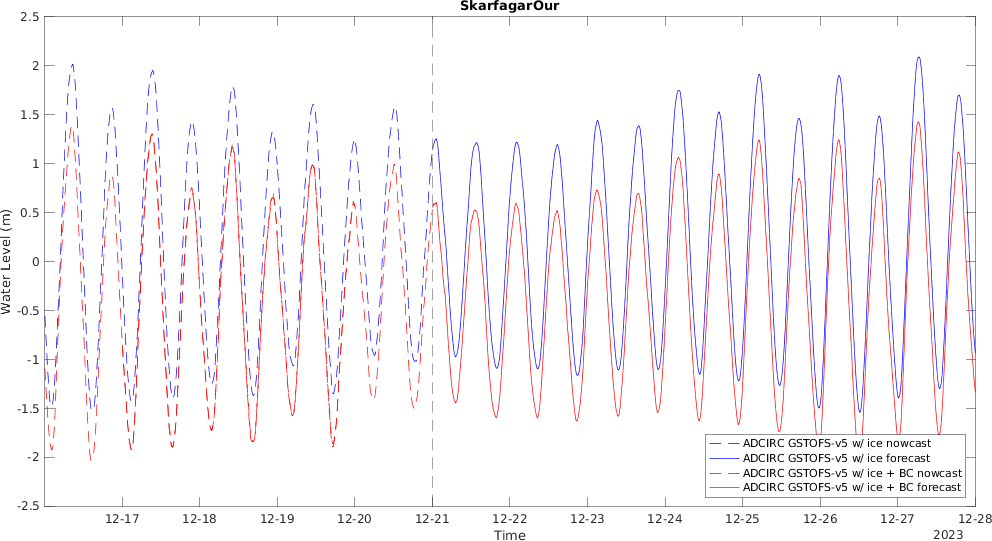 SkarfagarOur
2.5
2
1.5
1
0.5
0
-0.5
-1
-1.5
-2
-2.5
Water Level (m)
12-17 12-18 12-19 12-20 12-21 12-22 12-23 12-24 12-25 12-26 12-27 12-28
Time
2023
ADCIRC GSTOFS-v5 w/ ice nowcast
ADCIRC GSTOFS-v5 w/ ice forecast
ADCIRC GSTOFS-v5 w/ ice + BC nowcast
ADCIRC GSTOFS-v5 w/ ice + BC forecast